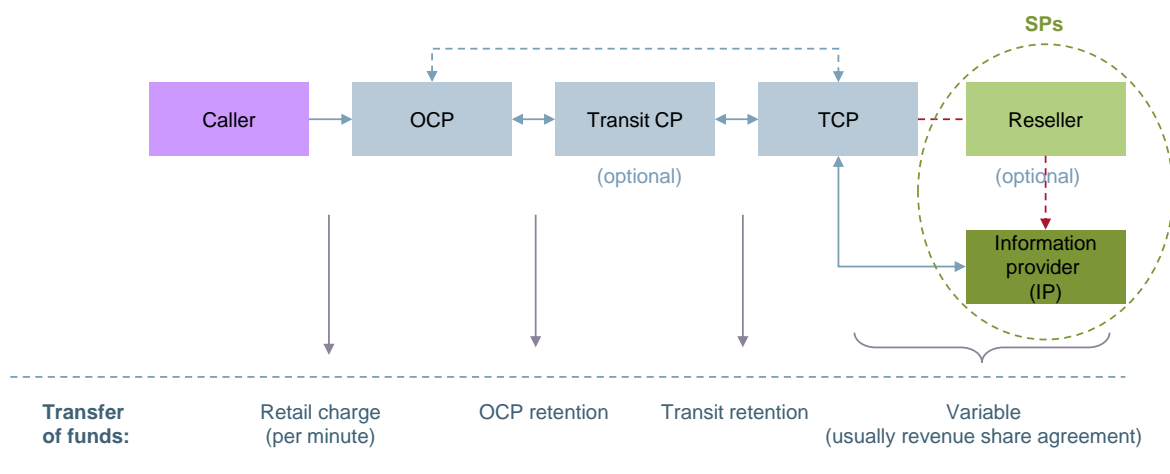 SPs
Caller
OCP
Transit CP
TCP
Reseller
(optional)
(optional)
Information
provider
(IP)
Transfer
of funds:
Retail charge
(per minute)
OCP retention
Transit retention
Variable
(usually revenue share agreement)